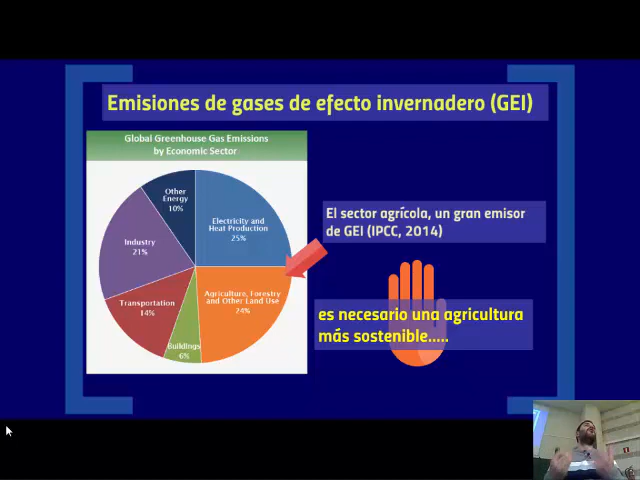 Emisiones de gases de efecto invernadero (GEI)
Global Greenhouse Gas Emissions
by Economic Sector
Other
Energy
10%
Electricity and
Heat Production
25%
Industry
21%
Agriculture, Forestry
and Other Land Use
24%
Transportation
14%
Buildings
6%
El sector agrícola, un gran emisor
de GEI (IPCC, 2014)
es necesario una agricultura
más sostenible.....